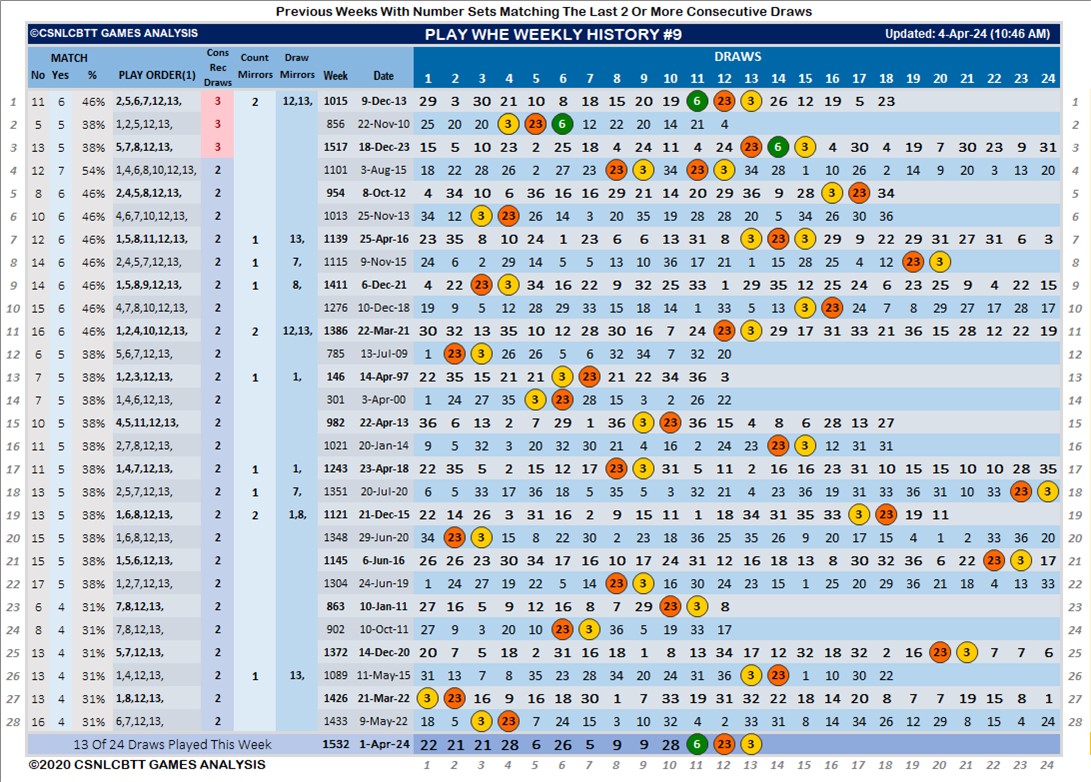 Previous Weeks With Number Sets Matching The Last 2 Or More Consecutive Draws
©CSNLCBTT GAMES ANALYSIS PLAY WHE WEEKLY HISTORY #9 Updated: 4-Apr-24 (10:46 AM)
MATCH Cons Rec Draws Count Mirrors Draw Mirrors DRAWS
No Yes % PLAY ORDER(1) Week Date 1 2 3 4 5 6 7 8 9 10 11 12 13 14 15 16 17 18 19 20 21 22 23 24
1 11 6 46% 2,5,6,7,12,13, 3 2 12,13, 1015 9-Dec-13 29 3 30 21 10 8 18 15 20 19 6 23 3 26 12 19 5 23 1
2 5 5 38% 1,2,5,12,13, 3 856 22-Nov-10 25 20 20 4 23 6 12 22 20 14 21 4 2
3 13 5 38% 5,7,8,12,13, 3 1517 18-Dec-23 15 5 10 23 2 25 18 4 24 11 4 24 23 6 3 4 30 4 19 7 30 23 9 31 3
4 12 7 54% 1,4,6,8,10,12,13, 2 1101 3-Aug-15 18 22 28 26 2 27 23 23 3 34 23 3 34 28 1 10 26 2 14 9 20 3 13 20 4
5 8 6 46% 2,4,5,8,12,13, 2 954 8-Oct-12 4 34 10 6 36 16 16 29 21 14 20 29 36 9 28 3 23 34 5
6 10 6 46% 4,6,7,10,12,13, 2 1013 25-Nov-13 34 12 3 23 26 14 3 20 35 19 28 28 20 5 34 26 30 36 6
7 12 6 46% 1,5,8,11,12,13, 2 1 13, 1139 25-Apr-16 23 35 8 10 24 1 23 6 6 13 31 8 3 23 3 29 9 22 29 31 27 31 6 3 7
8 14 6 46% 2,4,5,7,12,13, 2 1 7, 1115 9-Nov-15 24 6 2 29 14 5 5 13 10 36 17 21 1 15 28 25 4 12 23 3 8
9 14 6 46% 1,5,8,9,12,13, 2 1 8, 1411 6-Dec-21 4 22 23 3 34 16 22 9 32 25 33 1 29 35 12 25 24 6 23 25 9 4 22 15 9
10 15 6 46% 4,7,8,10,12,13, 2 1276 10-Dec-18 19 9 5 12 28 29 33 15 18 14 1 33 5 13 3 23 24 7 8 29 27 17 28 17 10
11 16 6 46% 1,2,4,10,12,13, 2 2 12,13, 1386 22-Mar-21 30 32 13 35 10 12 28 30 16 7 24 23 3 29 17 31 33 21 36 15 28 12 22 19 11
12 6 5 38% 5,6,7,12,13, 2 785 13-Jul-09 1 23 3 26 26 5 6 32 34 7 32 20 12
13 7 5 38% 1,2,3,12,13, 2 1 1, 146 14-Apr-97 22 35 15 21 21 3 23 21 22 34 36 3 13
14 7 5 38% 1,4,6,12,13, 2 301 3-Apr-00 1 24 27 35 3 23 28 15 3 2 26 22 14
15 10 5 38% 4,5,11,12,13, 2 982 22-Apr-13 36 6 13 2 7 29 1 36 3 23 36 15 4 8 6 28 13 27 15
16 11 5 38% 2,7,8,12,13, 2 1021 20-Jan-14 9 5 32 3 20 32 30 21 4 16 2 24 23 23 3 12 31 31 16
17 11 5 38% 1,4,7,12,13, 2 1 1, 1243 23-Apr-18 22 35 5 2 15 12 17 23 3 31 5 11 2 16 16 23 31 10 15 15 10 10 28 35 17
18 13 5 38% 2,5,7,12,13, 2 1 7, 1351 20-Jul-20 6 5 33 17 36 18 5 35 5 3 32 21 4 23 36 19 31 33 36 31 10 33 23 3 18
19 13 5 38% 1,6,8,12,13, 2 2 1,8, 1119 21-Dec-15 22 14 26 3 31 16 2 9 15 11 1 18 34 31 35 33 3 23 19 11 19
20 15 5 38% 1,6,8,12,13, 2 1348 29-Jun-20 34 23 3 15 8 22 30 2 23 18 36 25 35 26 9 20 17 15 4 1 2 33 36 20 20
21 15 5 38% 1,5,6,12,13, 2 1145 6-Jun-16 26 26 23 30 34 17 16 10 17 24 31 12 16 18 13 8 30 32 36 6 22 23 3 17 21
22 17 5 38% 1,2,7,12,13, 2 1304 24-Jun-19 1 24 27 19 22 5 14 23 3 16 30 24 23 15 1 25 20 29 36 21 18 4 13 33 22
23 6 4 31% 7,8,12,13, 2 863 10-Jan-11 27 16 5 9 12 16 8 7 29 23 3 8 23
24 8 4 31% 7,8,12,13, 2 902 10-Oct-11 27 9 3 20 10 23 3 36 5 19 33 17 24
25 13 4 31% 5,7,12,13, 2 1372 14-Dec-20 20 7 5 18 2 31 16 18 1 8 13 34 17 12 32 18 32 2 16 23 3 7 7 6 25
26 13 4 31% 1,4,12,13, 2 1 13, 1089 11-May-15 26 13 7 8 35 23 28 34 26 24 31 36 3 23 1 10 30 22 26
27 13 4 31% 1,8,12,13, 2 1426 21-Mar-22 3 23 16 9 16 18 30 1 7 33 19 31 32 22 18 14 20 8 7 7 19 15 8 1 27
28 16 4 31% 6,7,12,13, 2 1433 9-May-22 18 5 3 23 7 24 15 3 10 32 4 2 33 31 8 14 34 26 12 29 8 15 4 24 28
13 Of 24 Draws Played This Week 1532 1-Apr-24 22 21 21 28 6 26 5 9 9 28 6 23 3
©2020 CSNLCBTT GAMES ANALYSIS 1 2 3 4 5 6 7 8 9 10 11 12 13 14 15 16 17 18 19 20 21 22 23 24